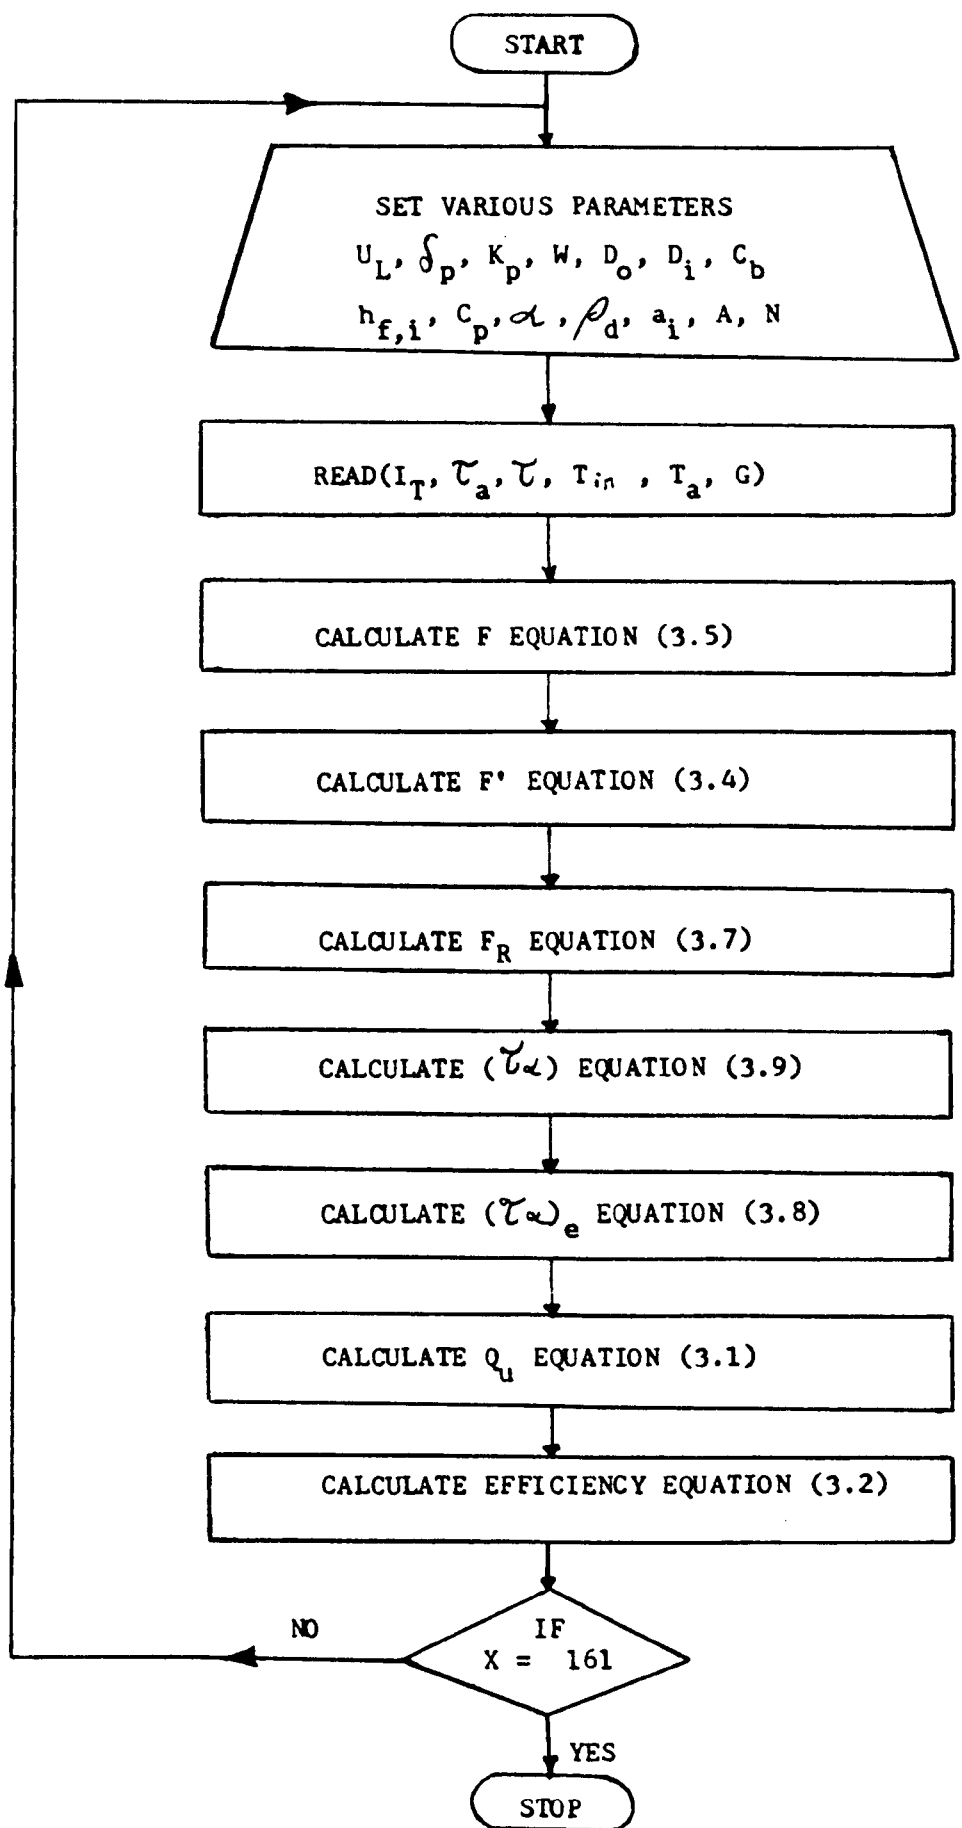 START
SET VARIOUS PARAMETERS
U_L, δ_p, K_p, W, D_o, D_i, C_b
h_f,i, C_p, α, ρ_d, a_i, A, N
READ(I_T, τ_a, τ, T_in, T_a, G)
CALCULATE F EQUATION (3.5)
CALCULATE F' EQUATION (3.4)
CALCULATE F_R EQUATION (3.7)
CALCULATE (τα) EQUATION (3.9)
CALCULATE (τα)_e EQUATION (3.8)
CALCULATE Q_u EQUATION (3.1)
CALCULATE EFFICIENCY EQUATION (3.2)
NO
IF
X = 161
YES
STOP